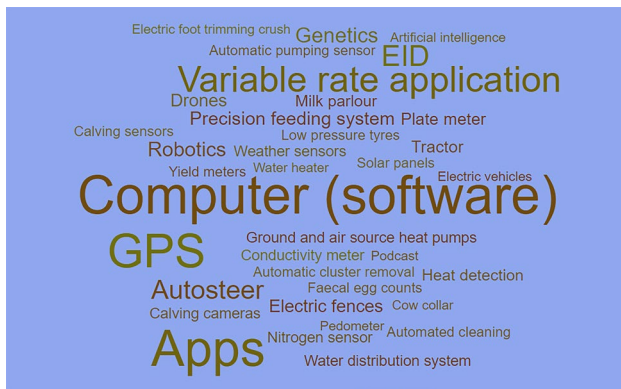 Electric foot trimming crush
Genetics
Artificial intelligence
Automatic pumping sensor
EID
Variable rate application
Drones
Milk parlour
Precision feeding system
Plate meter
Calving sensors
Low pressure tyres
Robotics
Weather sensors
Tractor
Solar panels
Yield meters
Water heater
Electric vehicles
Computer (software)
GPS
Ground and air source heat pumps
Conductivity meter
Podcast
Automatic cluster removal
Heat detection
Autosteer
Faecal egg counts
Electric fences
Cow collar
Calving cameras
Pedometer
Apps
Nitrogen sensor
Automated cleaning
Water distribution system